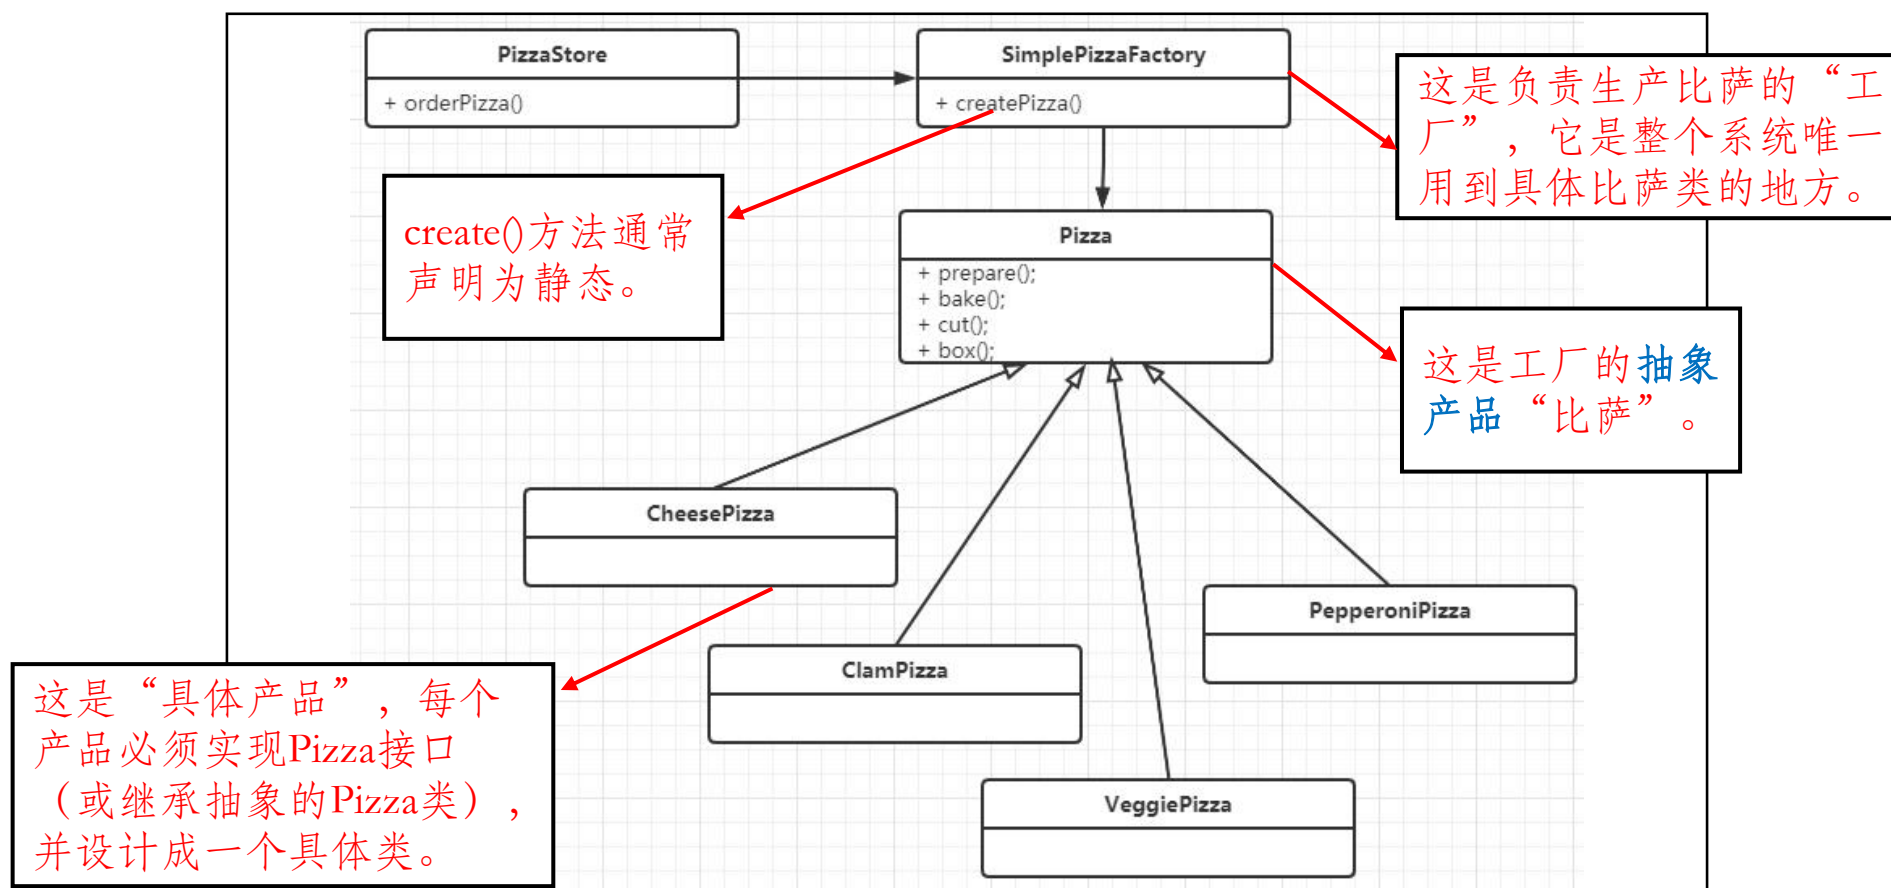 PizzaStore
+ orderPizza()
SimplePizzaFactory
+ createPizza()
这是负责生产比萨的“工
厂”，它是整个系统唯一
用到具体比萨类的地方。
create()方法通常
声明为静态。
Pizza
+ prepare();
+ bake();
+ cut();
+ box();
这是工厂的抽象
产品“比萨”。
CheesePizza
PepperoniPizza
ClamPizza
这是“具体产品”，每个
产品必须实现Pizza接口
（或继承抽象的Pizza类），
并设计成一个具体类。
VeggiePizza